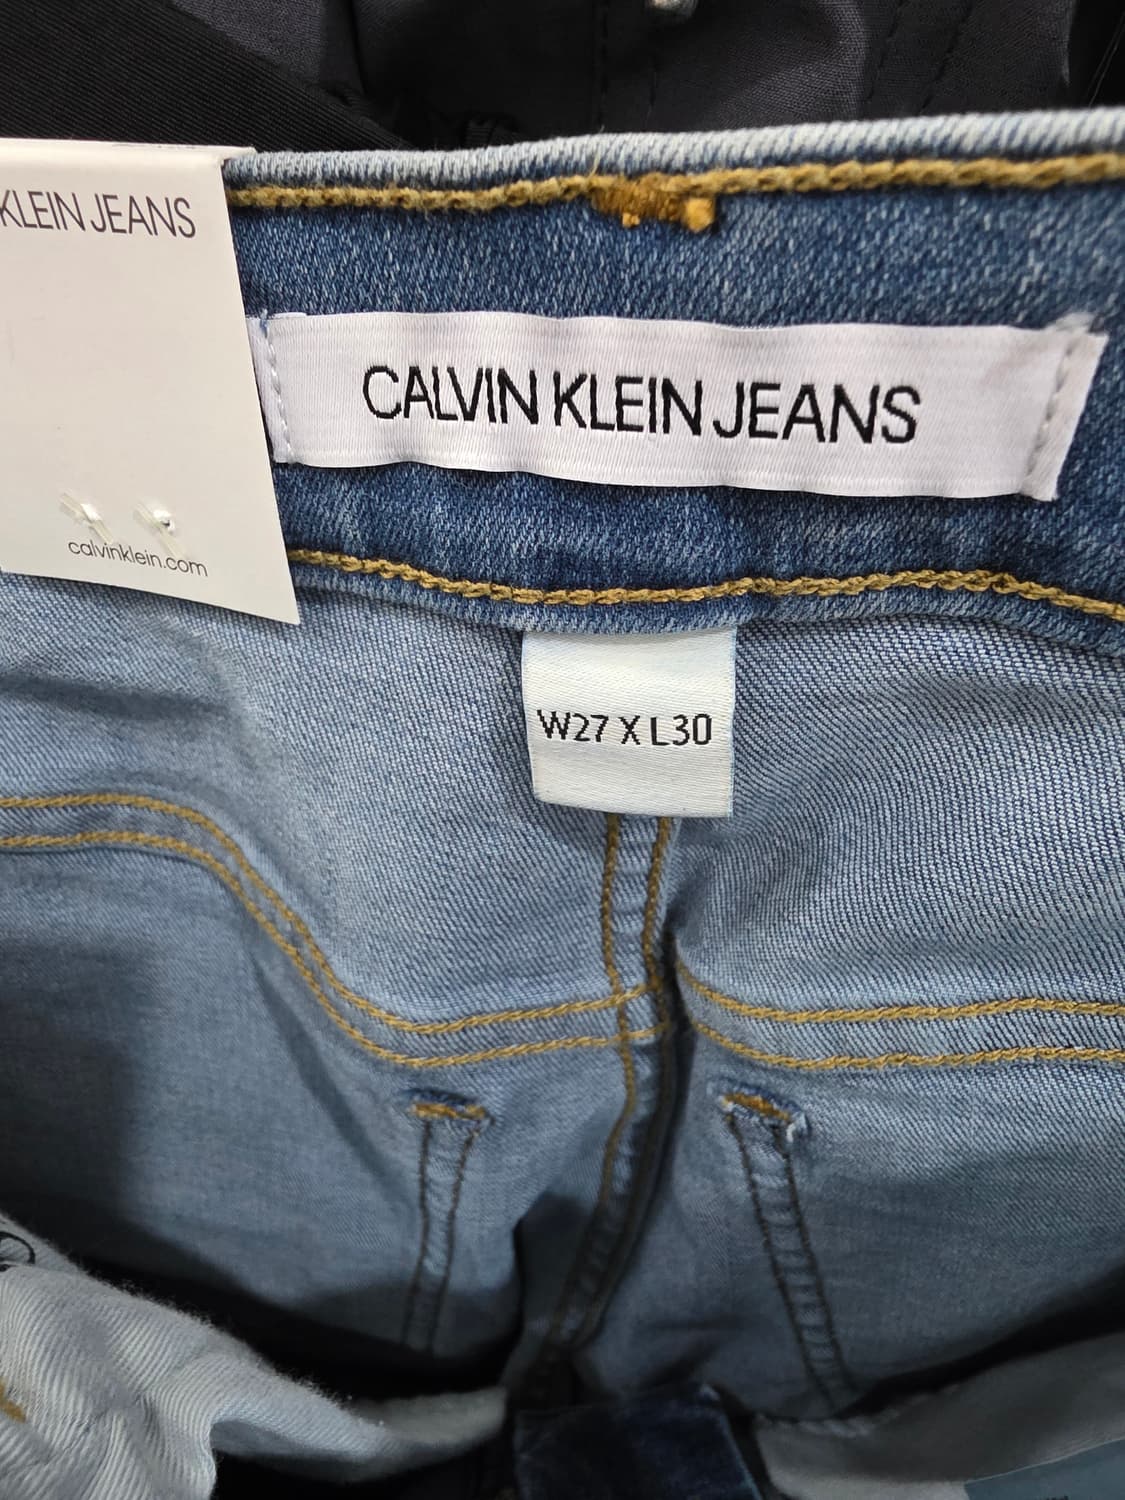 KLEIN JEANS
CALVIN KLEIN JEANS
calvinklein.com
W27 X L30